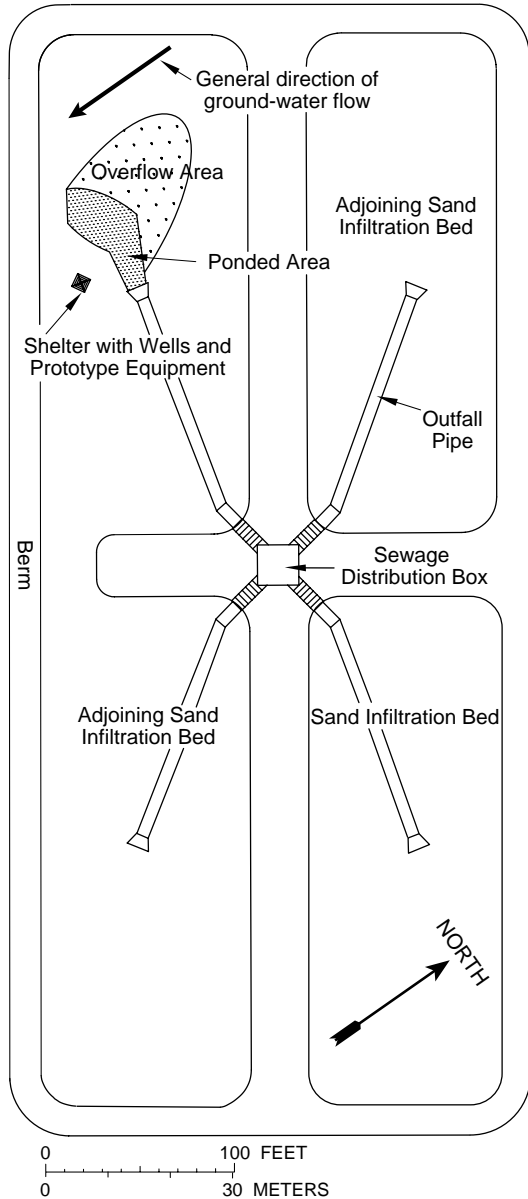 General direction of
ground-water flow
Overflow Area
Adjoining Sand
Infiltration Bed
Ponded Area
Shelter with Wells and
Prototype Equipment
Outfall
Pipe
Berm
Sewage
Distribution Box
Adjoining Sand
Infiltration Bed
Sand Infiltration Bed
NORTH
0 100 FEET
0 30 METERS